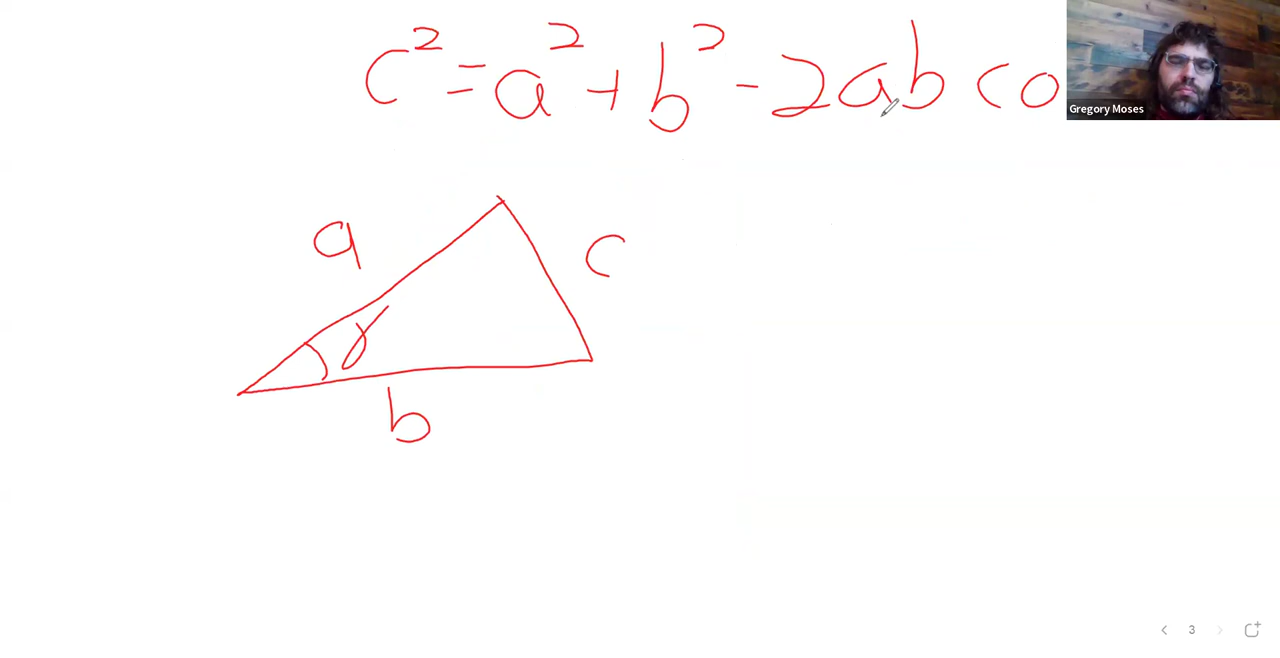 c² = a² + b² - 2ab co
Gregory Moses
a
c
γ
b
3